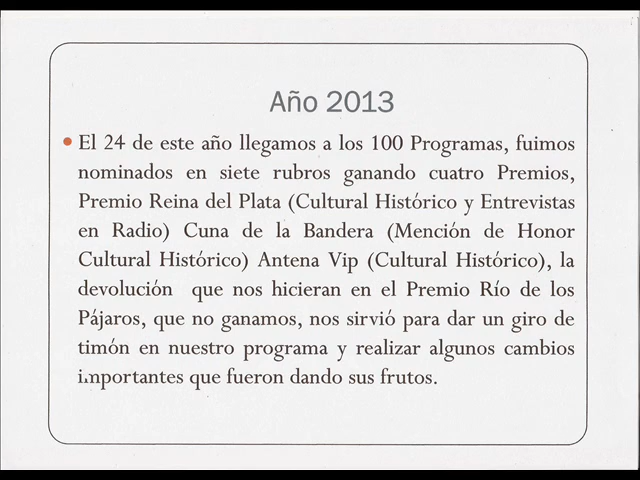 Año 2013
• El 24 de este año llegamos a los 100 Programas, fuimos
nominados en siete rubros ganando cuatro Premios,
Premio Reina del Plata (Cultural Histórico y Entrevistas
en Radio) Cuna de la Bandera (Mención de Honor
Cultural Histórico) Antena Vip (Cultural Histórico), la
devolución que nos hicieran en el Premio Río de los
Pájaros, que no ganamos, nos sirvió para dar un giro de
timón en nuestro programa y realizar algunos cambios
importantes que fueron dando sus frutos.